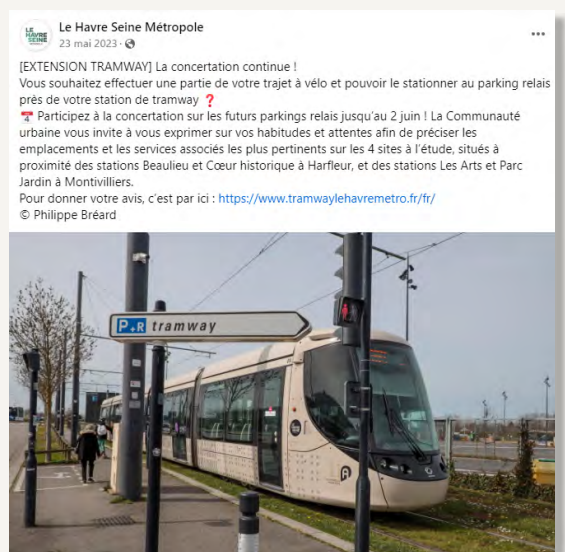 LE HAVRE SEINE
Le Havre Seine Métropole
23 mai 2023 ·
[EXTENSION TRAMWAY] La concertation continue !
Vous souhaitez effectuer une partie de votre trajet à vélo et pouvoir le stationner au parking relais
près de votre station de tramway ❓
📅 Participez à la concertation sur les futurs parkings relais jusqu'au 2 juin ! La Communauté
urbaine vous invite à vous exprimer sur vos habitudes et attentes afin de préciser les
emplacements et les services associés les plus pertinents sur les 4 sites à l'étude, situés à
proximité des stations Beaulieu et Cœur historique à Harfleur, et des stations Les Arts et Parc
Jardin à Montivilliers.
Pour donner votre avis, c'est par ici : https://www.tramwaylehavremetro.fr/fr/
© Philippe Bréard
P+R tramway